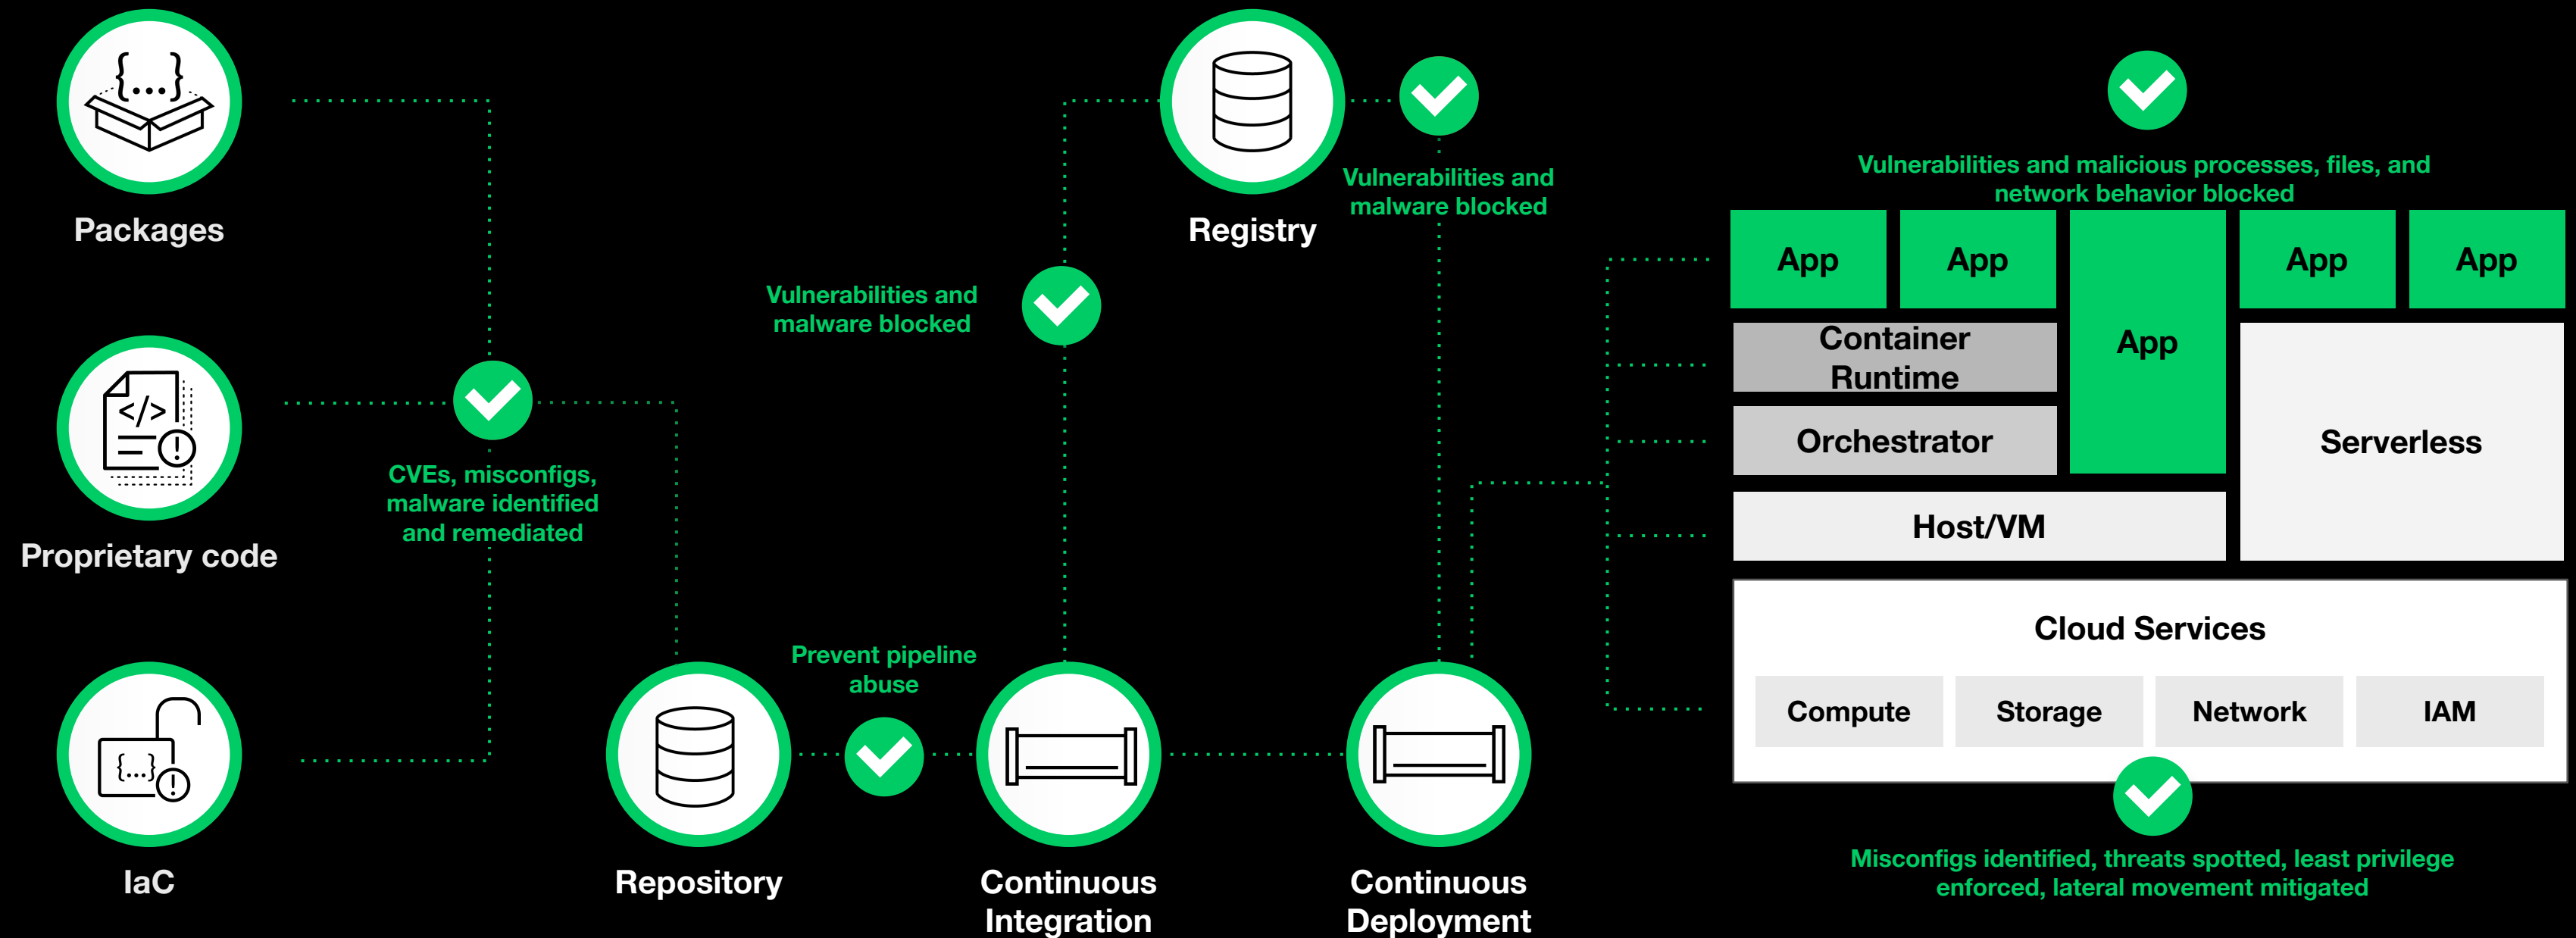 {...}
Packages
</>
Proprietary code
{...}
IaC
CVEs, misconfigs,
malware identified
and remediated
Repository
Prevent pipeline
abuse
Vulnerabilities and
malware blocked
Continuous
Integration
Registry
Vulnerabilities and
malware blocked
Continuous
Deployment
Vulnerabilities and malicious processes, files, and
network behavior blocked
App
App
App
App
App
Container
Runtime
Orchestrator
Serverless
Host/VM
Cloud Services
Compute
Storage
Network
IAM
Misconfigs identified, threats spotted, least privilege
enforced, lateral movement mitigated